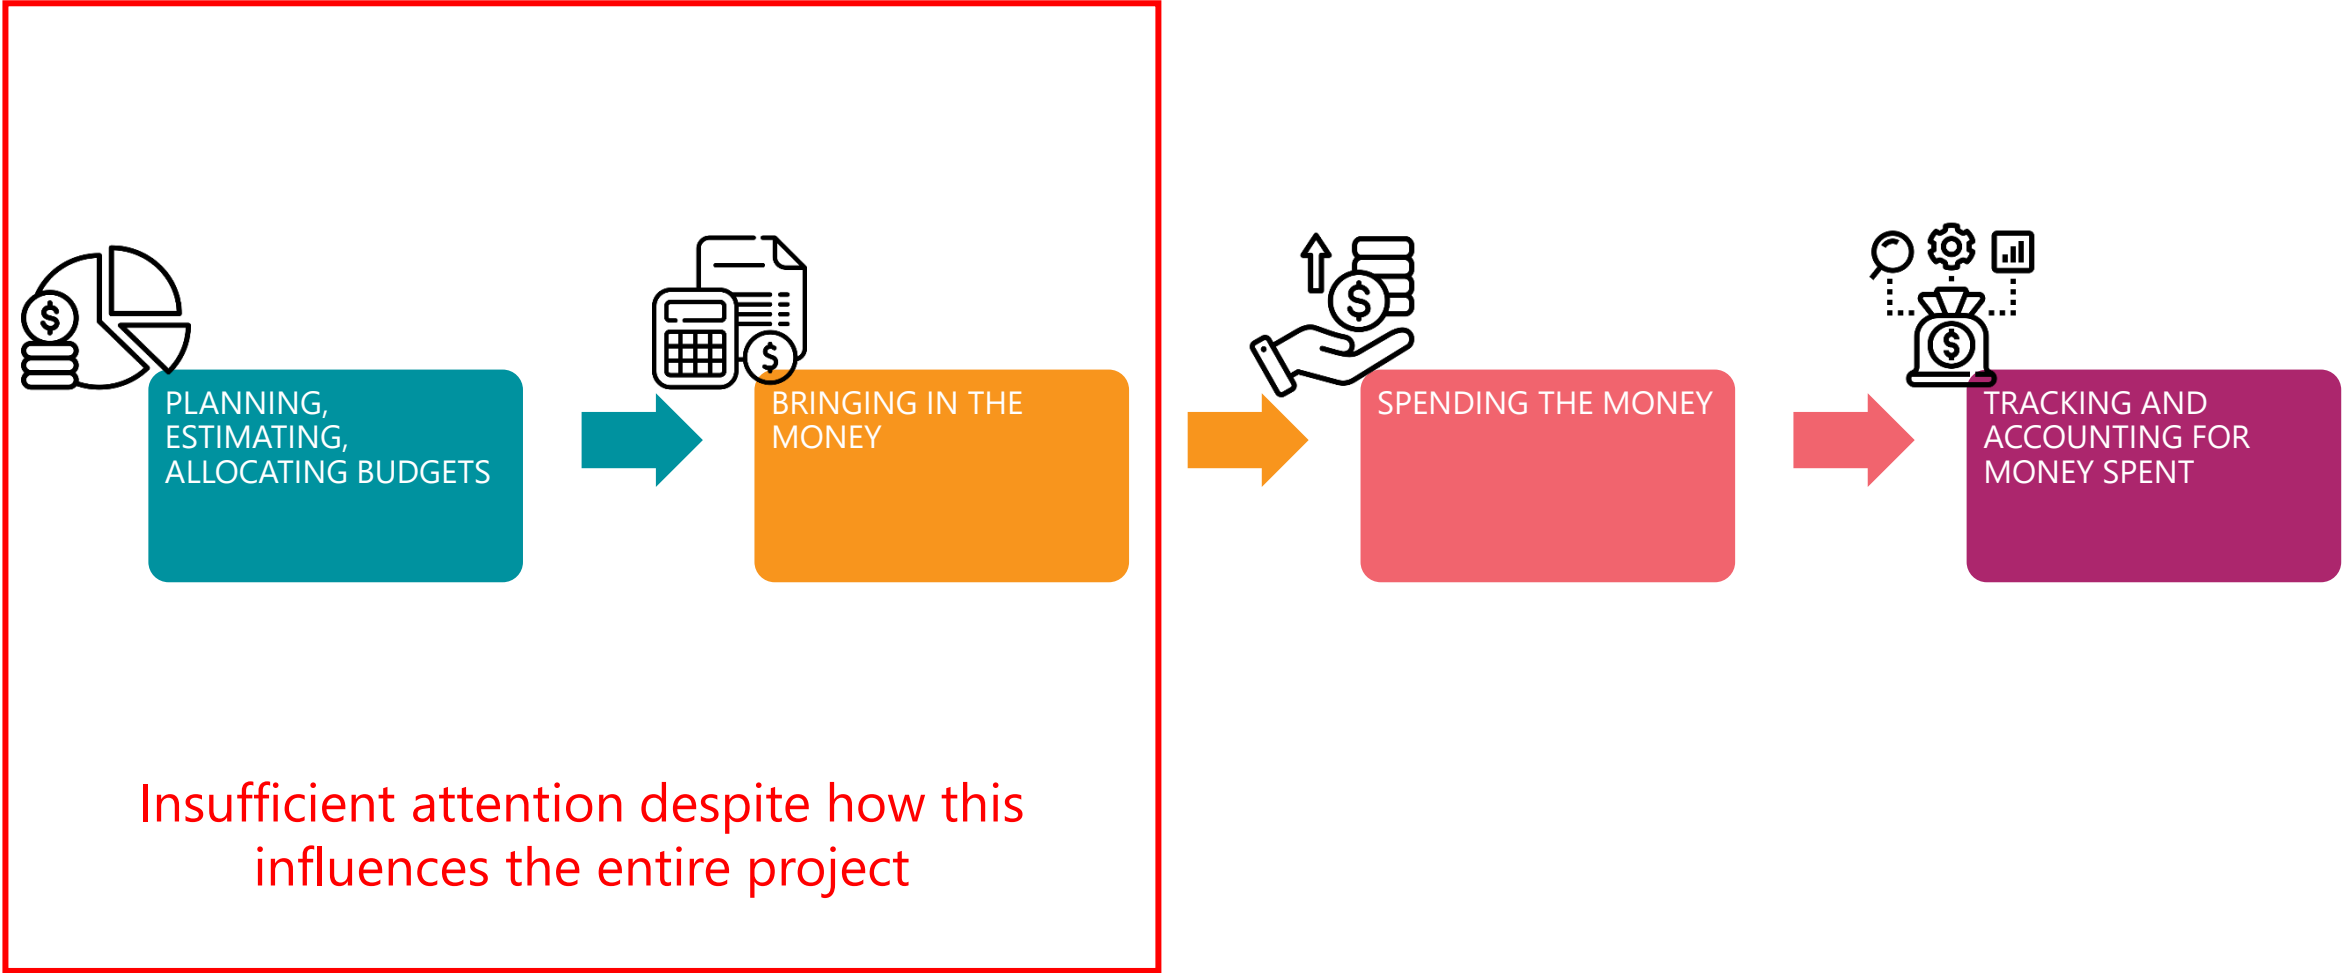 PLANNING,
ESTIMATING,
ALLOCATING BUDGETS
BRINGING IN THE
MONEY
SPENDING THE MONEY
TRACKING AND
ACCOUNTING FOR
MONEY SPENT
Insufficient attention despite how this
influences the entire project